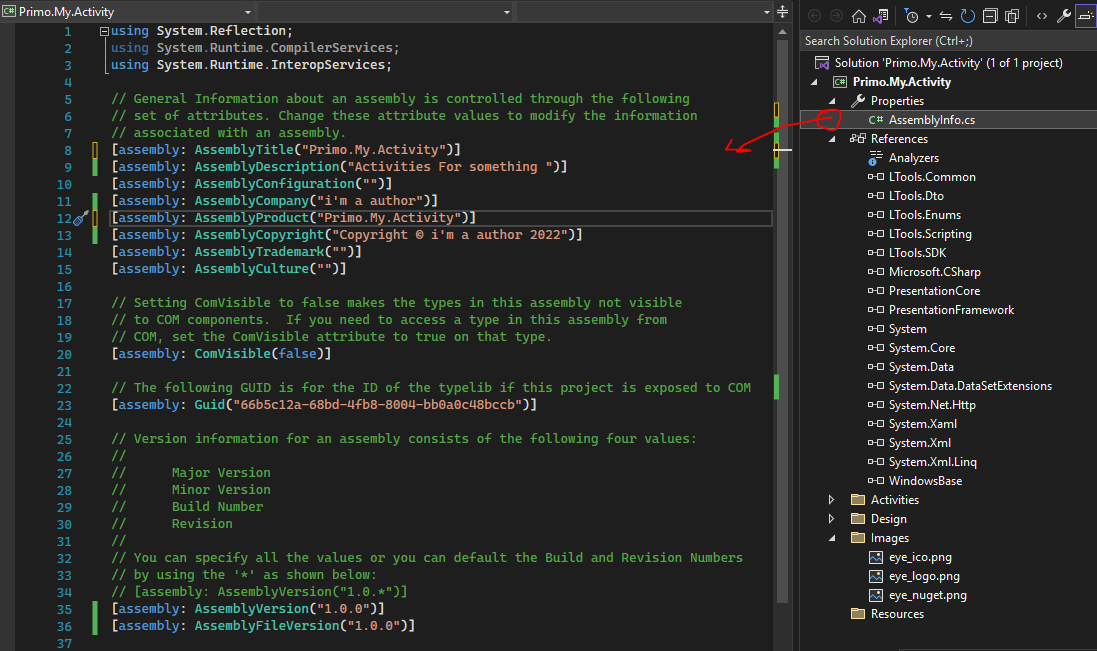 C# Primo.My.Activity
1 using System.Reflection;
2 using System.Runtime.CompilerServices;
3 using System.Runtime.InteropServices;
4
5 // General Information about an assembly is controlled through the following
6 // set of attributes. Change these attribute values to modify the information
7 // associated with an assembly.
8 [assembly: AssemblyTitle("Primo.My.Activity")]
9 [assembly: AssemblyDescription("Activities For something ")]
10 [assembly: AssemblyConfiguration("")]
11 [assembly: AssemblyCompany("i'm a author")]
12 [assembly: AssemblyProduct("Primo.My.Activity")]
13 [assembly: AssemblyCopyright("Copyright © i'm a author 2022")]
14 [assembly: AssemblyTrademark("")]
15 [assembly: AssemblyCulture("")]
16
17 // Setting ComVisible to false makes the types in this assembly not visible
18 // to COM components.  If you need to access a type in this assembly from
19 // COM, set the ComVisible attribute to true on that type.
20 [assembly: ComVisible(false)]
21
22 // The following GUID is for the ID of the typelib if this project is exposed to COM
23 [assembly: Guid("66b5c12a-68bd-4fb8-8004-bb0a0c48bccb")]
24
25 // Version information for an assembly consists of the following four values:
26 //
27 //      Major Version
28 //      Minor Version
29 //      Build Number
30 //      Revision
31 //
32 // You can specify all the values or you can default the Build and Revision Numbers
33 // by using the '*' as shown below:
34 // [assembly: AssemblyVersion("1.0.*")]
35 [assembly: AssemblyVersion("1.0.0")]
36 [assembly: AssemblyFileVersion("1.0.0")]
37
Search Solution Explorer (Ctrl+;)
Solution 'Primo.My.Activity' (1 of 1 project)
C# Primo.My.Activity
Properties
C# AssemblyInfo.cs
References
Analyzers
LTools.Common
LTools.Dto
LTools.Enums
LTools.Scripting
LTools.SDK
Microsoft.CSharp
PresentationCore
PresentationFramework
System
System.Core
System.Data
System.Data.DataSetExtensions
System.Net.Http
System.Xaml
System.Xml
System.Xml.Linq
WindowsBase
Activities
Design
Images
eye_ico.png
eye_logo.png
eye_nuget.png
Resources